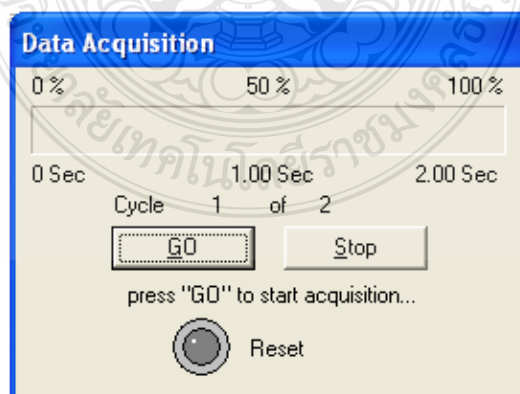 Data Acquisition
0 % 50 % 100 %
0 Sec 1.00 Sec 2.00 Sec
Cycle 1 of 2
GO Stop
press "GO" to start acquisition...
Reset